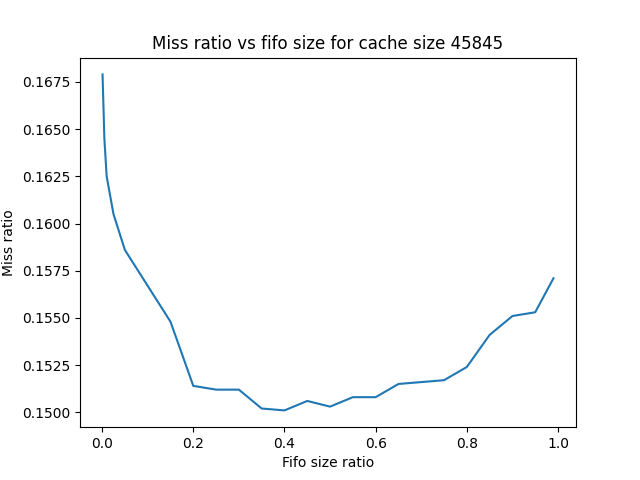 Miss ratio vs fifo size for cache size 45845
0.1675
0.1650
0.1625
0.1600
0.1575
0.1550
0.1525
0.1500
Miss ratio
0.0 0.2 0.4 0.6 0.8 1.0
Fifo size ratio